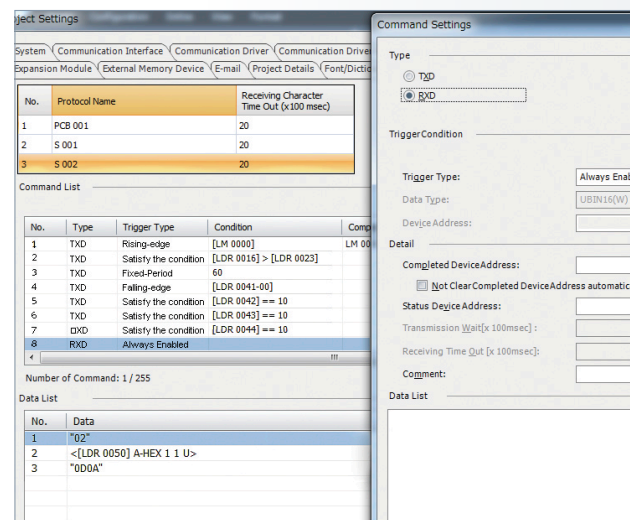 ject Settings
System Communication Interface Communication Driver Communication Driver
Expansion Module External Memory Device E-mail Project Details Font/Dictio
No. Protocol Name Receiving Character
Time Out (x100 msec)
1 PCB 001 20
2 S 001 20
3 S 002 20
Command List
No. Type Trigger Type Condition Comp
1 TXD Rising-edge [LM 0000] LM 00
2 TXD Satisfy the condition [LDR 0016] > [LDR 0023]
3 TXD Fixed-Period 60
4 TXD Falling-edge [LDR 0041-00]
5 TXD Satisfy the condition [LDR 0042] == 10
6 TXD Satisfy the condition [LDR 0043] == 10
7 DXD Satisfy the condition [LDR 0044] == 10
8 RXD Always Enabled
Number of Command: 1 / 255
Data List
No. Data
1 "02"
2 <[LDR 0050] A-HEX 1 1 U>
3 "0D0A"
Command Settings
Type
TXD
RXD
TriggerCondition
Trigger Type: Always Enab
Data Type: UBIN16(W)
Device Address:
Detail
Completed DeviceAddress:
Not ClearCompleted DeviceAddress automatic
Status Device Address:
Transmission Wait[x 100msec] :
Receiving Time Out [x 100msec]:
Comment:
Data List